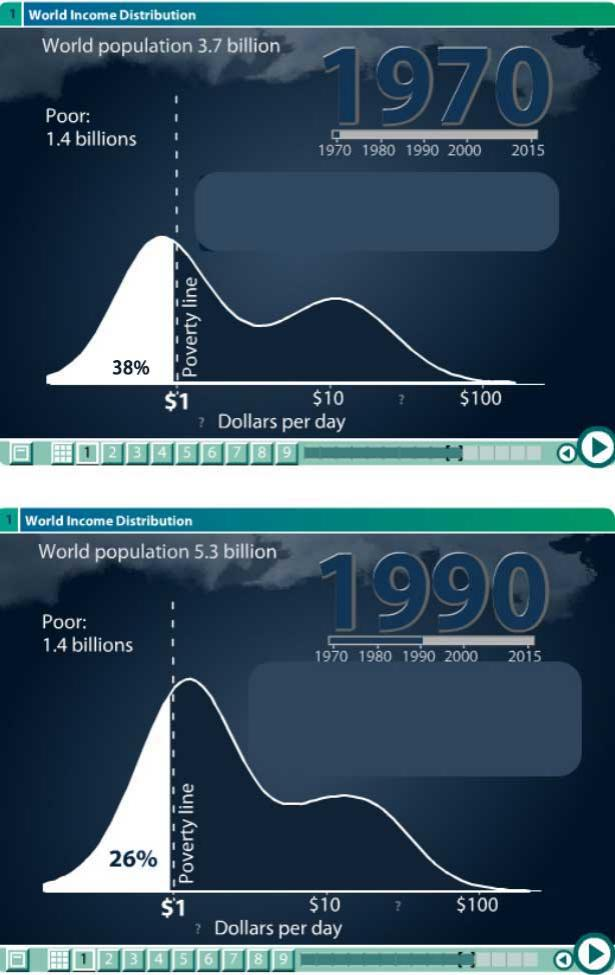 1 World Income Distribution
World population 3.7 billion
1970
Poor:
1.4 billions
1970 1980 1990 2000 2015
Poverty line
38%
$1 $10 ? $100
? Dollars per day
1 2 3 4 5 6 7 8 9
1 World Income Distribution
World population 5.3 billion
1990
Poor:
1.4 billions
1970 1980 1990 2000 2015
Poverty line
26%
$1 $10 ? $100
? Dollars per day
1 2 3 4 5 6 7 8 9